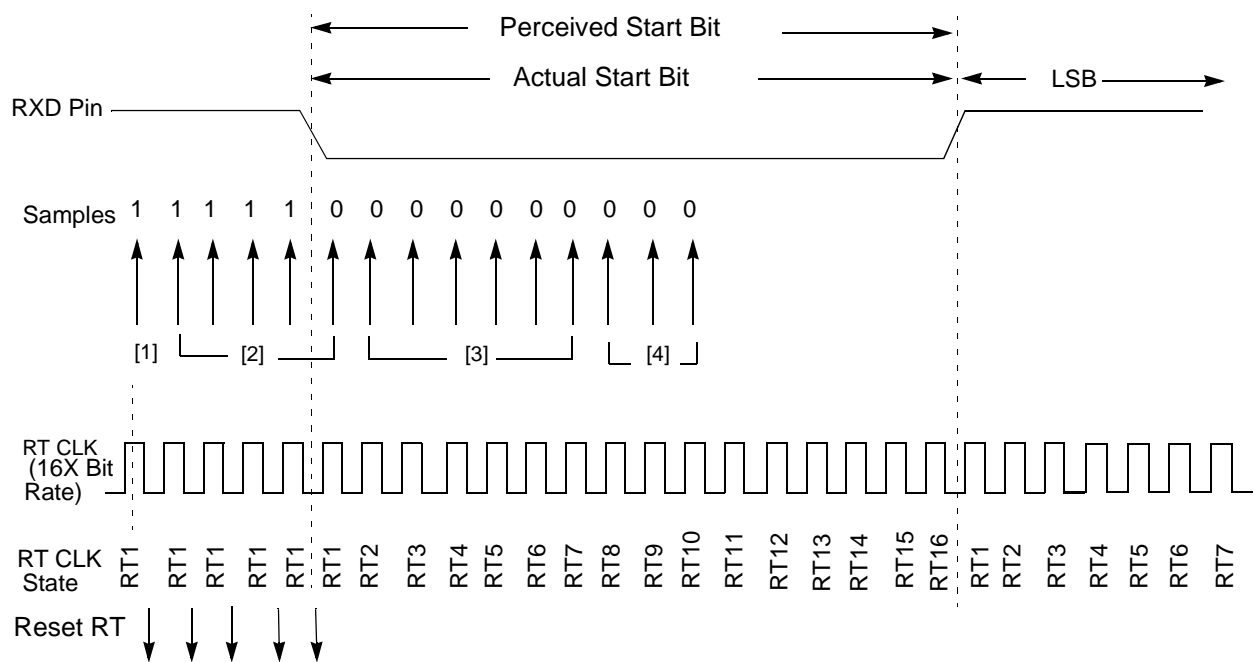 Perceived Start Bit
Actual Start Bit
LSB
RXD Pin
Samples 1 1 1 1 1 0 0 0 0 0 0 0 0 0 0
[1] [2] [3] [4]
RT CLK
(16X Bit
Rate)
RT CLK
State
RT1 RT1 RT1 RT1 RT1 RT1 RT2 RT3 RT4 RT5 RT6 RT7 RT8 RT9 RT10 RT11 RT12 RT13 RT14 RT15 RT16 RT1 RT2 RT3 RT4 RT5 RT6 RT7
Reset RT